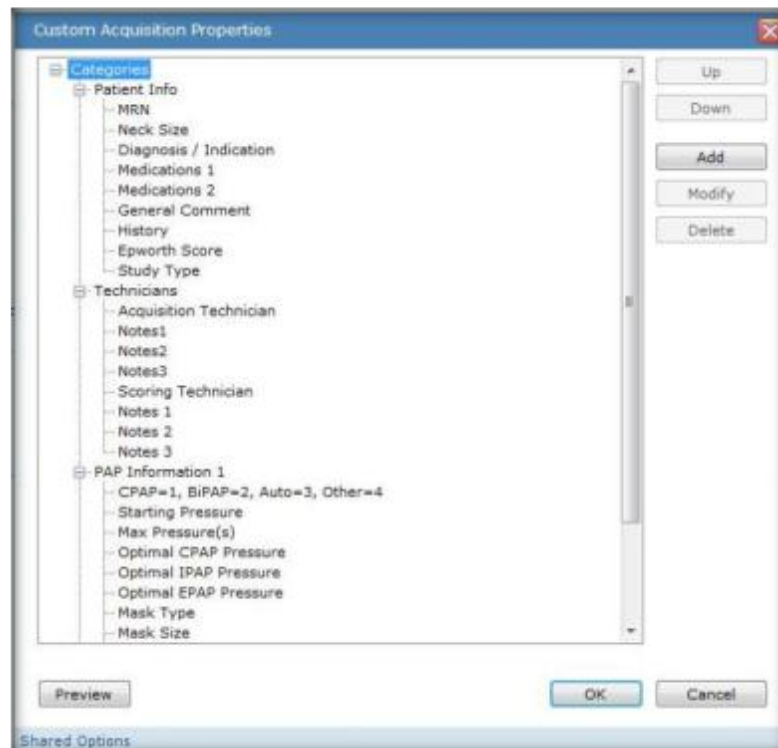 Custom Acquisition Properties
Categories
Patient Info
MRN
Neck Size
Diagnosis / Indication
Medications 1
Medications 2
General Comment
History
Epworth Score
Study Type
Technicians
Acquisition Technician
Notes1
Notes2
Notes3
Scoring Technician
Notes 1
Notes 2
Notes 3
PAP Information 1
CPAP=1, BiPAP=2, Auto=3, Other=4
Starting Pressure
Max Pressure(s)
Optimal CPAP Pressure
Optimal IPAP Pressure
Optimal EPAP Pressure
Mask Type
Mask Size
Up
Down
Add
Modify
Delete
Preview
OK
Cancel
Shared Options